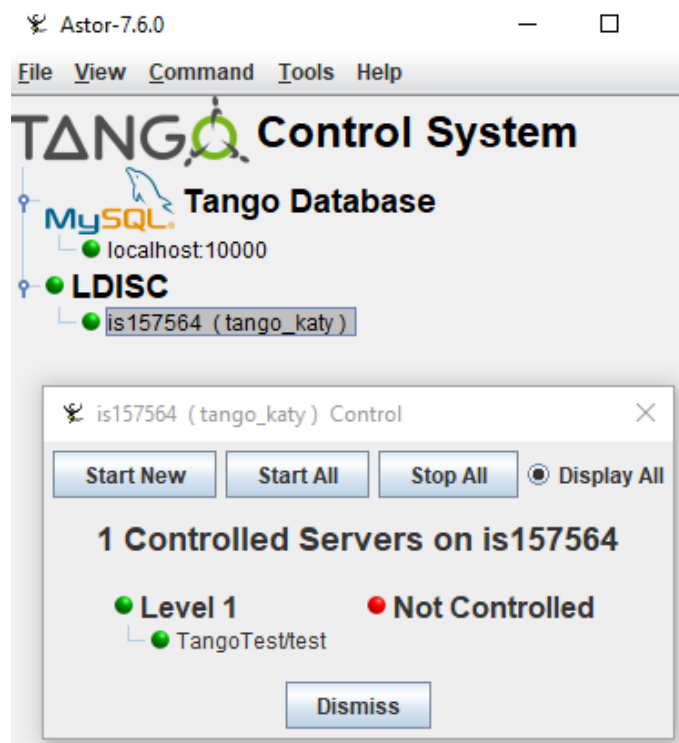 Astor-7.6.0
File View Command Tools Help
TANGO Control System
MySQL. Tango Database
localhost:10000
LDISC
is157564 (tango_katy)
is157564 (tango_katy) Control
Start New Start All Stop All Display All
1 Controlled Servers on is157564
Level 1 Not Controlled
TangoTest/test
Dismiss